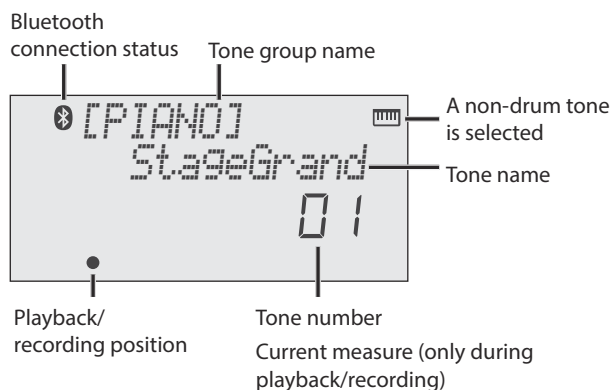 Bluetooth
connection status
Tone group name
[PIANO]
A non-drum tone
is selected
StageGrand
Tone name
01
Playback/
recording position
Tone number
Current measure (only during
playback/recording)